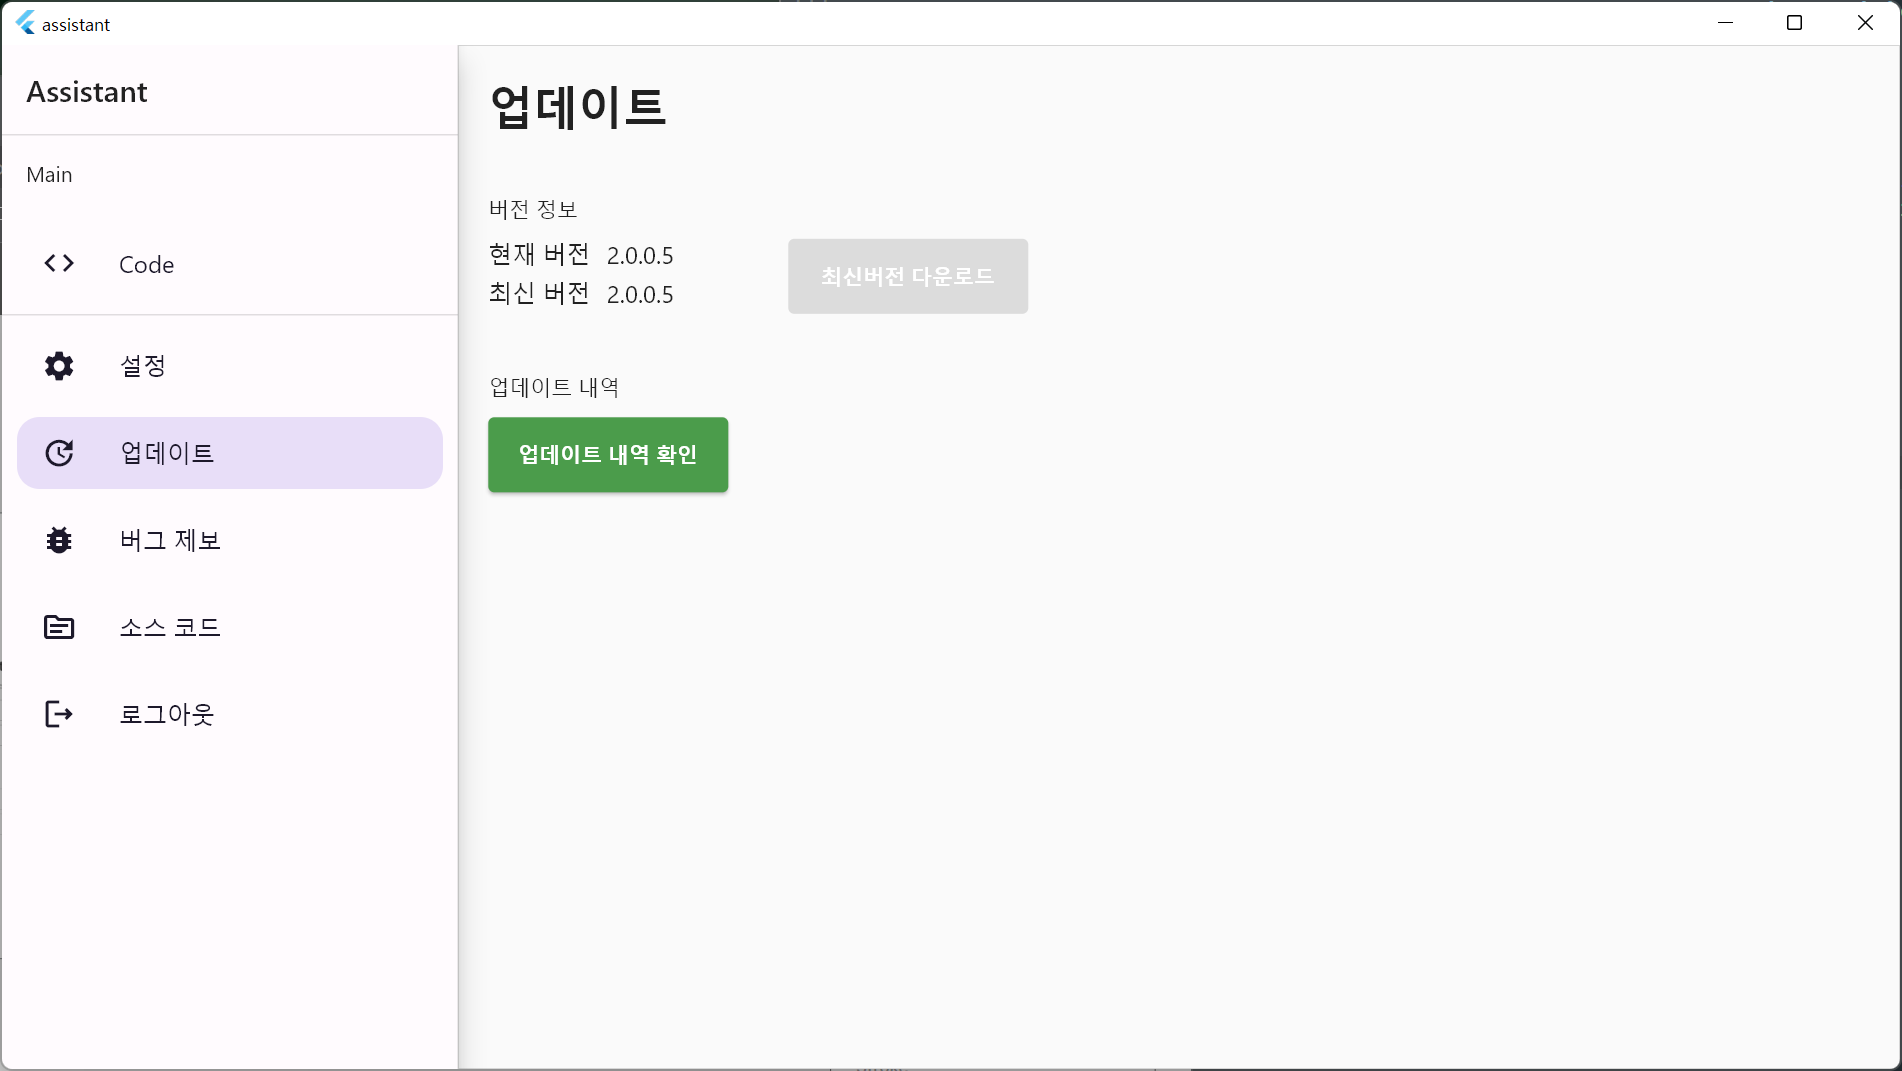 assistant
Assistant
Main
Code
설정
업데이트
버그 제보
소스 코드
로그아웃
업데이트
버전 정보
현재 버전 2.0.0.5
최신 버전 2.0.0.5
최신버전 다운로드
업데이트 내역
업데이트 내역 확인